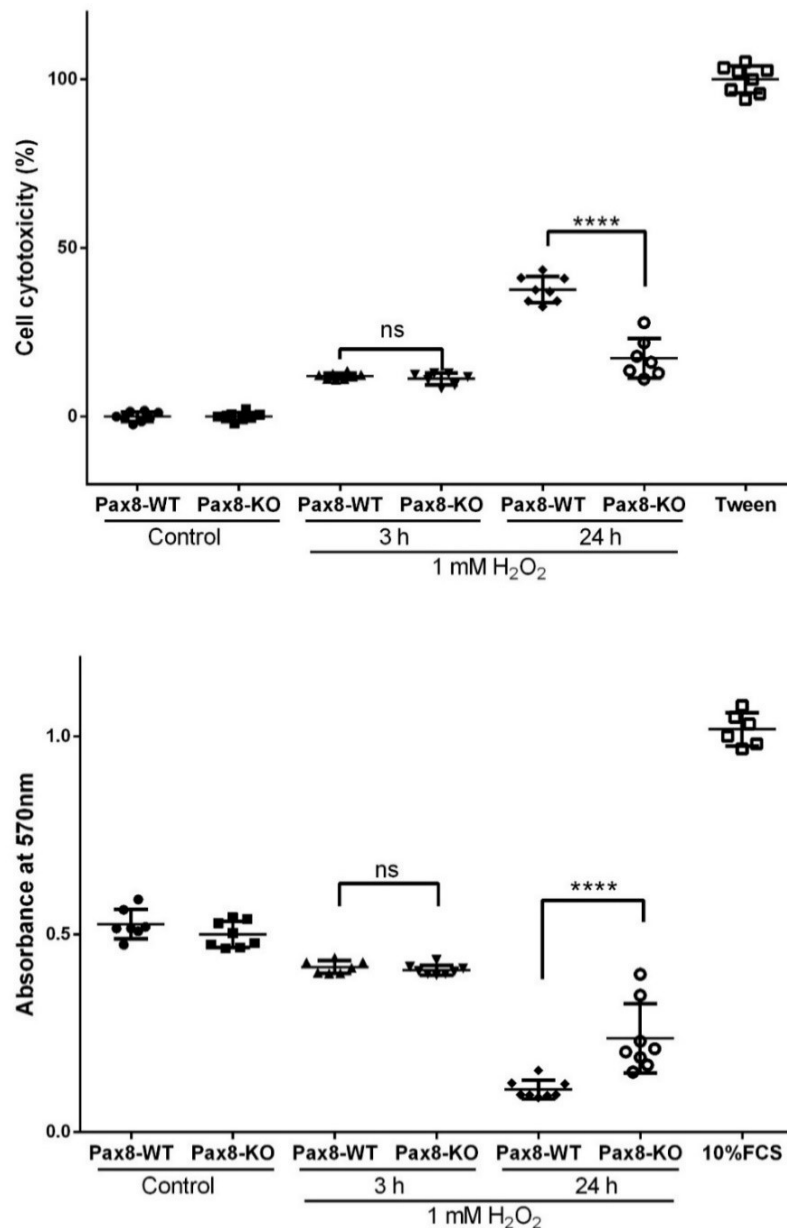 Cell cytotoxicity (%)
100
50
0
ns
****
Pax8-WT Pax8-KO Pax8-WT Pax8-KO Pax8-WT Pax8-KO Tween
Control 3 h 24 h
1 mM H₂O₂
Absorbance at 570nm
1.0
0.5
0.0
ns
****
Pax8-WT Pax8-KO Pax8-WT Pax8-KO Pax8-WT Pax8-KO 10%FCS
Control 3 h 24 h
1 mM H₂O₂